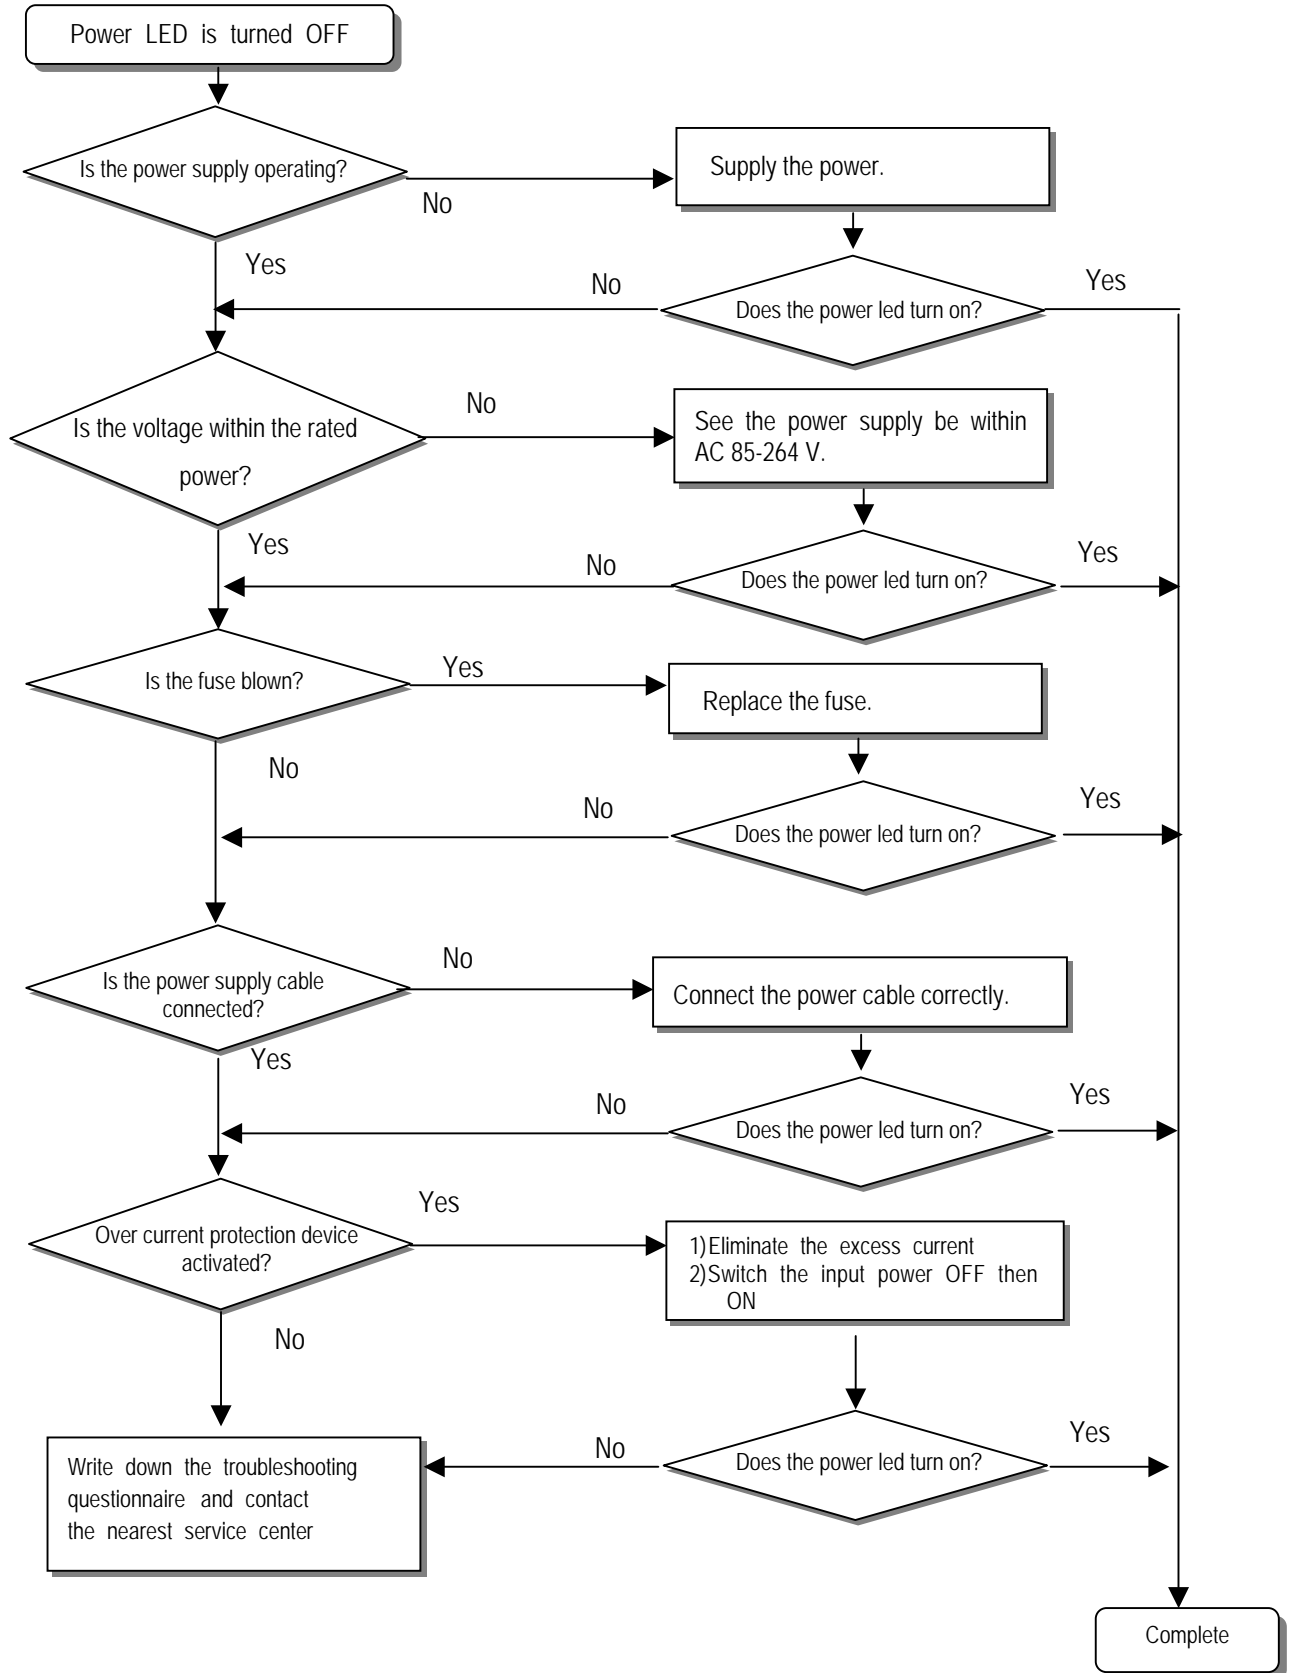 Power LED is turned OFF
Is the power supply operating?
No
Supply the power.
Yes
No
Does the power led turn on?
Yes
Is the voltage within the rated
power?
No
See the power supply be within
AC 85-264 V.
Yes
No
Does the power led turn on?
Yes
Is the fuse blown?
Yes
Replace the fuse.
No
No
Does the power led turn on?
Yes
Is the power supply cable
connected?
No
Connect the power cable correctly.
Yes
No
Does the power led turn on?
Yes
Over current protection device
activated?
Yes
1)Eliminate the excess current
2)Switch the input power OFF then
ON
No
No
Does the power led turn on?
Yes
Write down the troubleshooting
questionnaire and contact
the nearest service center
Complete